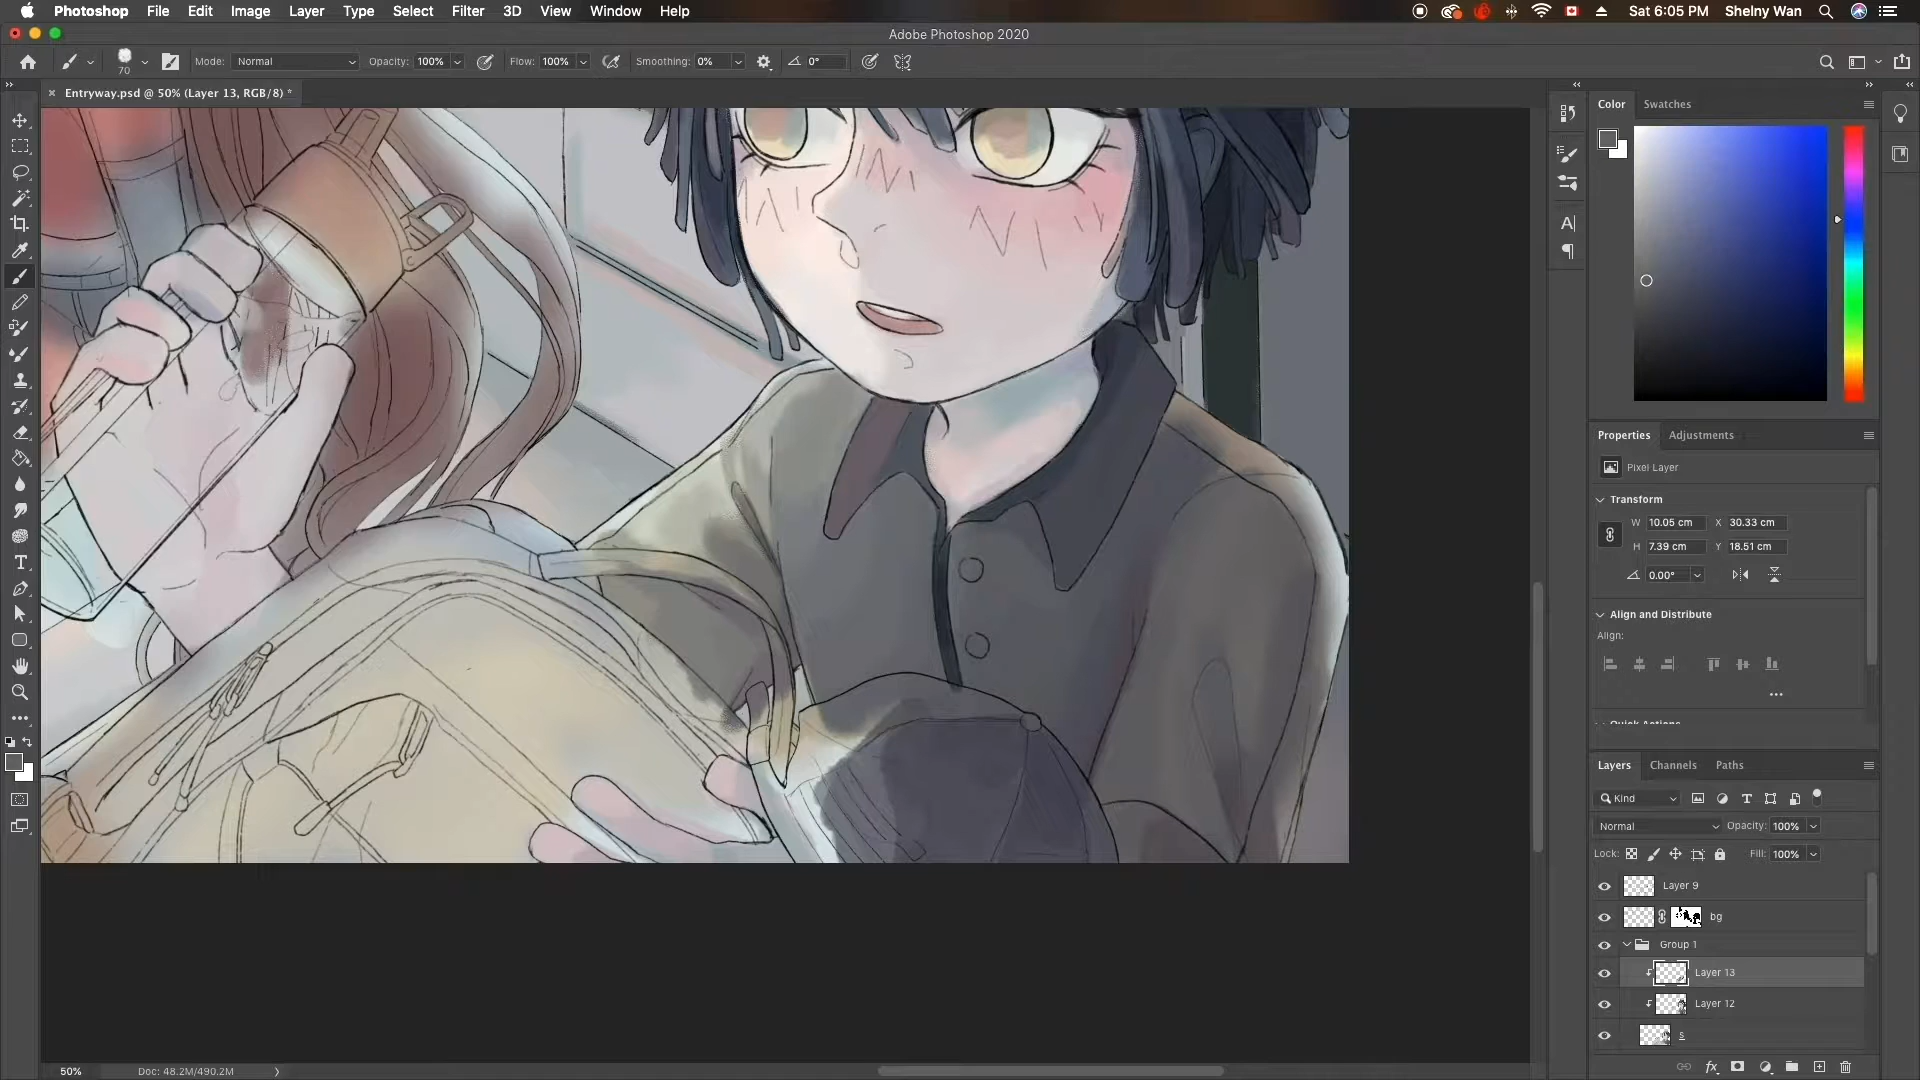 Photoshop File Edit Image Layer Type Select Filter 3D View Window Help Sat 6:05 PM Shelny Wan
Adobe Photoshop 2020
70 Mode: Normal Opacity: 100% Flow: 100% Smoothing: 0% 0°
Entryway.psd @ 50% (Layer 13, RGB/8) *
Color Swatches
Properties Adjustments
Pixel Layer
Transform
W 10.05 cm X 30.33 cm
H 7.39 cm Y 18.51 cm
0.00°
Align and Distribute
Align:
Quick Actions
Layers Channels Paths
Kind
Normal Opacity: 100%
Lock: Fill: 100%
Layer 9
bg
Group 1
Layer 13
Layer 12
s
50% Doc: 48.2M/490.2M